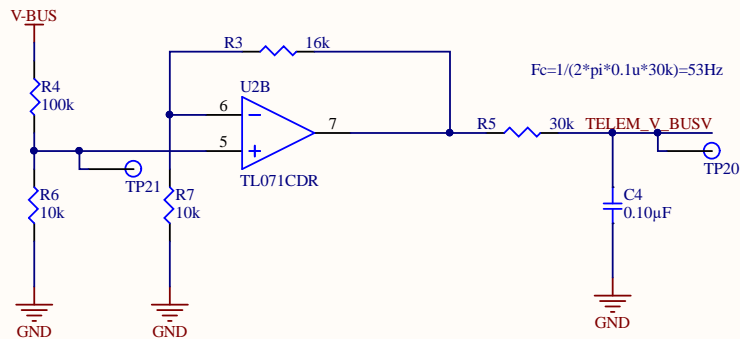 V-BUS
R3
16k
Fc=1/(2*pi*0.1u*30k)=53Hz
R4
100k
U2B
6
7
5
R5
30k
TELEM_V_BUSV
TP21
TP20
TL071CDR
R6
10k
R7
10k
C4
0.10µF
GND
GND
GND